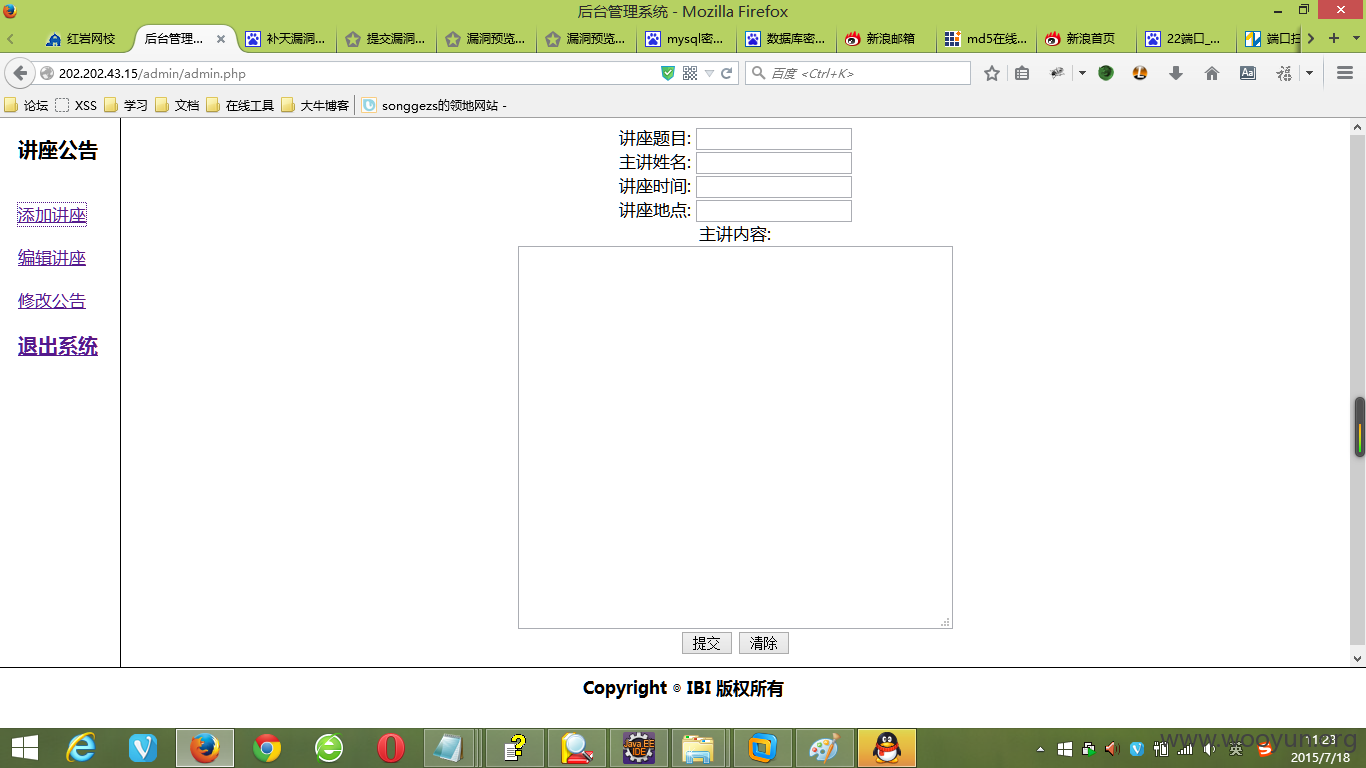 后台管理系统 - Mozilla Firefox
红岩网校 后台管理... 补天漏洞... 提交漏洞... 漏洞预览... 漏洞预览... mysql密... 数据库密... 新浪邮箱 md5在线... 新浪首页 22端口_... 端口扫
202.202.43.15/admin/admin.php 百度 <Ctrl+K>
论坛 XSS 学习 文档 在线工具 大牛博客 songgezs的领地网站 -
讲座公告
添加讲座
编辑讲座
修改公告
退出系统
讲座题目:
主讲姓名:
讲座时间:
讲座地点:
主讲内容:
提交 清除
Copyright © IBI 版权所有
Java EE IDE
英
www.wooyun.org
11:23
2015/7/18